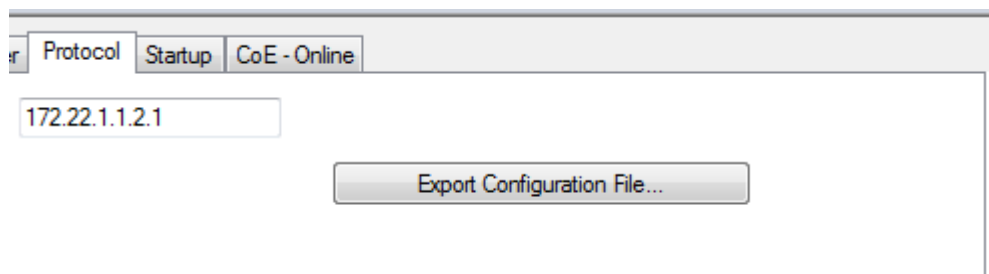 r Protocol Startup CoE - Online
172.22.1.1.2.1
Export Configuration File...